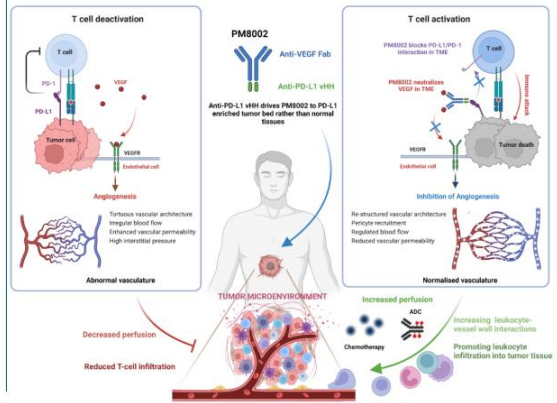 T cell deactivation
T cell
PD-1
PD-L1
VEGF
Tumor cell
VEGFR
Endothelial cell
Angiogenesis
Tortuous vascular architecture
Irregular blood flow
Enhanced vascular permeability
High interstitial pressure
Abnormal vasculature
Decreased perfusion
Reduced T-cell infiltration
PM8002
Anti-VEGF Fab
Anti-PD-L1 vHH
Anti-PD-L1 vHH drives PM8002 to PD-L1
enriched tumor bed rather than normal
tissues
TUMOR MICROENVIRONMENT
T cell activation
PM8002 blocks PD-L1/PD-1
interaction in TME
T cell
PM8002 neutralizes
VEGF in TME
Immune attack
VEGFR
Tumor death
Endothelial cell
Inhibition of Angiogenesis
Re-structured vascular architecture
Pericyte recruitment
Regulated blood flow
Reduced vascular permeability
Normalised vasculature
Increased perfusion
ADC
Chemotherapy
Increasing leukocyte-
vessel wall interactions
Promoting leukocyte
infiltration into tumor tissue